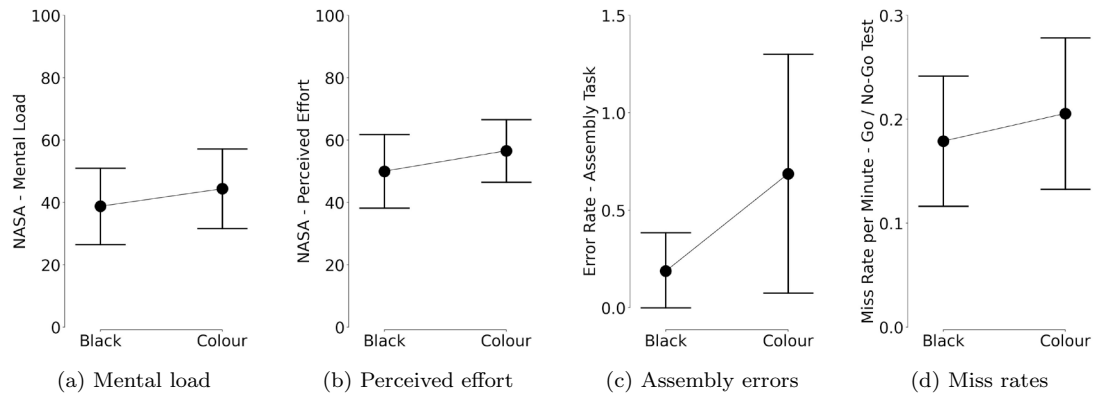 NASA - Mental Load
100
80
60
40
20
0
Black Colour
(a) Mental load
NASA - Perceived Effort
100
80
60
40
20
0
Black Colour
(b) Perceived effort
Error Rate - Assembly Task
1.5
1.0
0.5
0.0
Black Colour
(c) Assembly errors
Miss Rate per Minute - Go / No-Go Test
0.3
0.2
0.1
0.0
Black Colour
(d) Miss rates